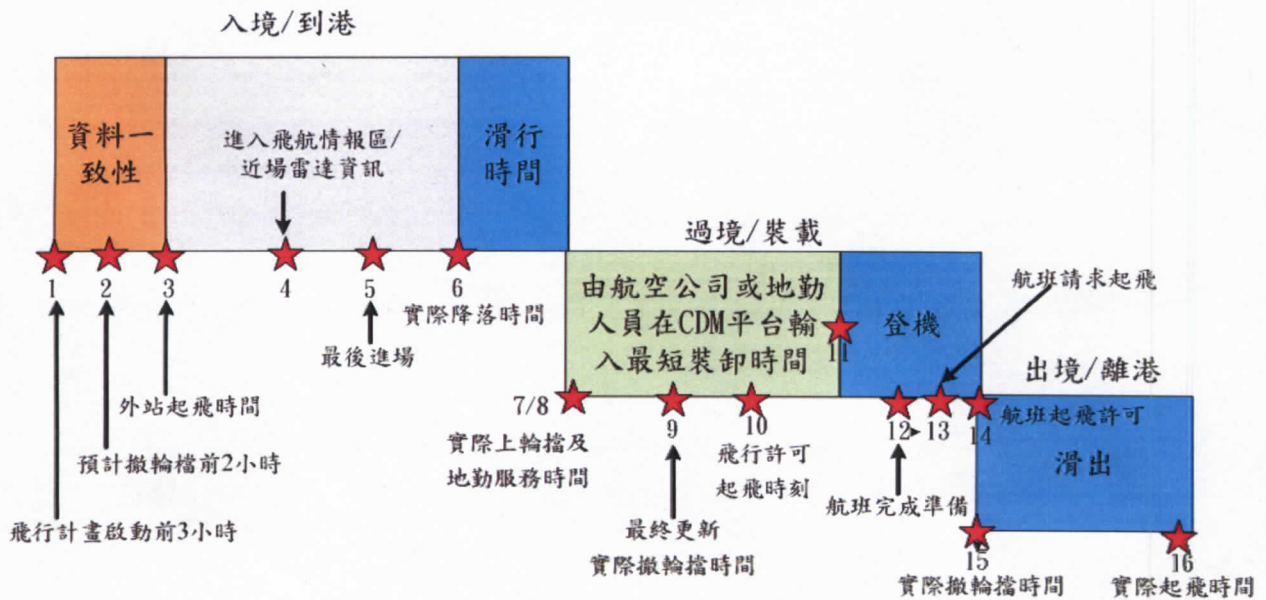 入境/到港
資料一
致性
進入飛航情報區/
近場雷達資訊
滑行
時間
1
2
3
4
5
6
實際降落時間
最後進場
外站起飛時間
預計撤輪檔前2小時
飛行計畫啟動前3小時
過境/裝載
由航空公司或地勤
人員在CDM平台輸
入最短裝卸時間
11
登機
航班請求起飛
出境/離港
7/8
實際上輪擋及
地勤服務時間
9
10
飛行許可
起飛時刻
最終更新
實際撤輪擋時間
12
13
14
航班起飛許可
航班完成準備
滑出
15
實際撤輪擋時間
16
實際起飛時間